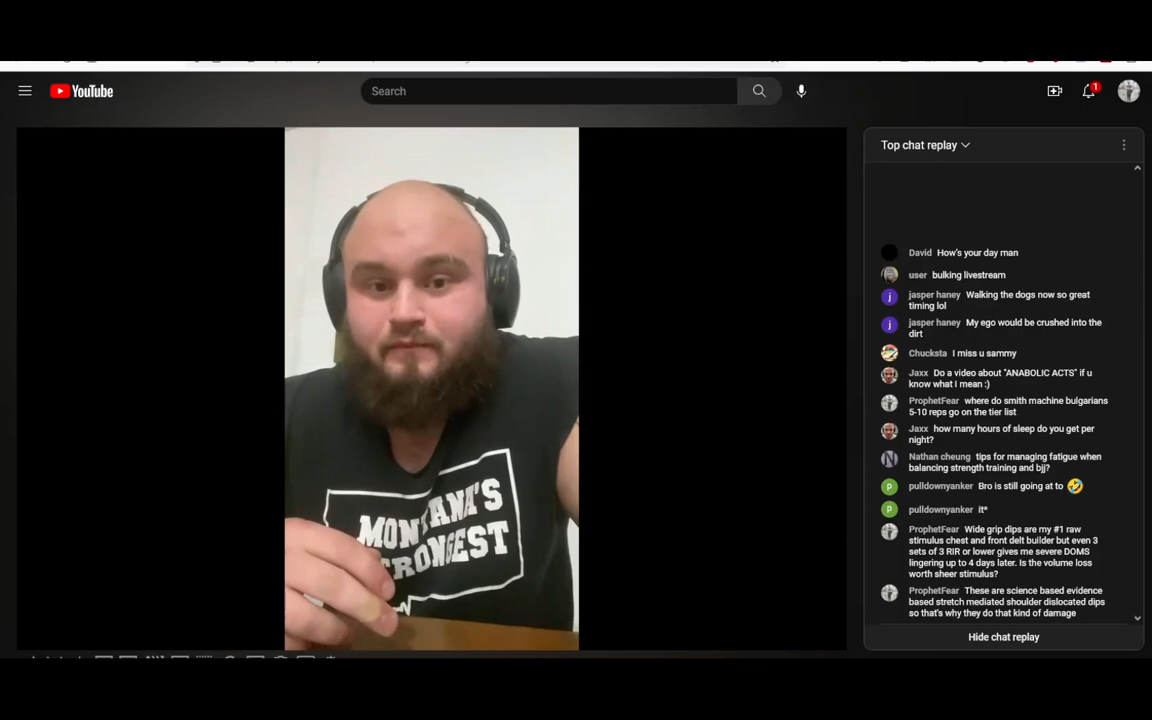 YouTube
Search
1
Top chat replay
David How's your day man
user bulking livestream
jasper haney Walking the dogs now so great
timing lol
jasper haney My ego would be crushed into the
dirt
Chucksta I miss u sammy
Jaxx Do a video about "ANABOLIC ACTS" if u
know what I mean :)
ProphetFear where do smith machine bulgarians
5-10 reps go on the tier list
Jaxx how many hours of sleep do you get per
night?
Nathan cheung tips for managing fatigue when
balancing strength training and bjj?
pulldownyanker Bro is still going at to 🤣
pulldownyanker it*
ProphetFear Wide grip dips are my #1 raw
stimulus chest and front delt builder but even 3
sets of 3 RIR or lower gives me severe DOMS
lingering up to 4 days later. Is the volume loss
worth sheer stimulus?
ProphetFear These are science based evidence
based stretch mediated shoulder dislocated dips
so that's why they do that kind of damage
Hide chat replay
MONTANA'S